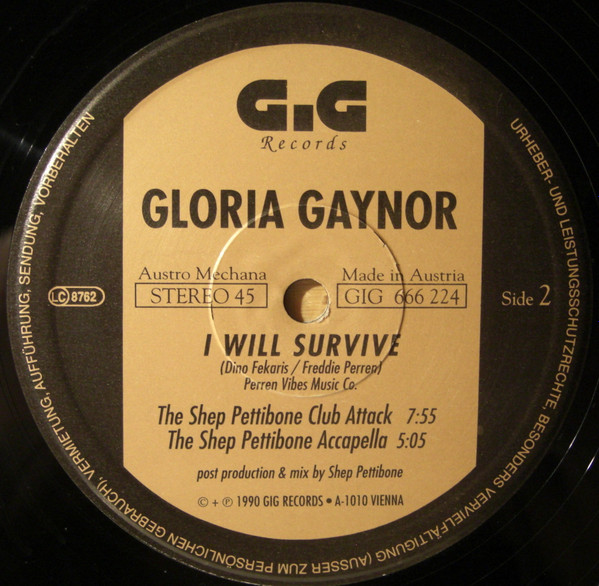 GIG
Records
GLORIA GAYNOR
Austro Mechana
STEREO 45
Made in Austria
GIG 666 224
Side 2
LC 8762
I WILL SURVIVE
(Dino Fekaris / Freddie Perren)
Perren Vibes Music Co.
The Shep Pettibone Club Attack 7:55
The Shep Pettibone Accapella 5:05
post production & mix by Shep Pettibone
© + ℗ 1990 GIG RECORDS • A-1010 VIENNA
URHEBER- UND LEISTUNGSSCHUTZRECHTE, BESONDERS VERVIELFÄLTIGUNG (AUSSER ZUM PERSÖNLICHEN GEBRAUCH), VERMIETUNG, AUFFÜHRUNG, SENDUNG, VORBEHALTEN